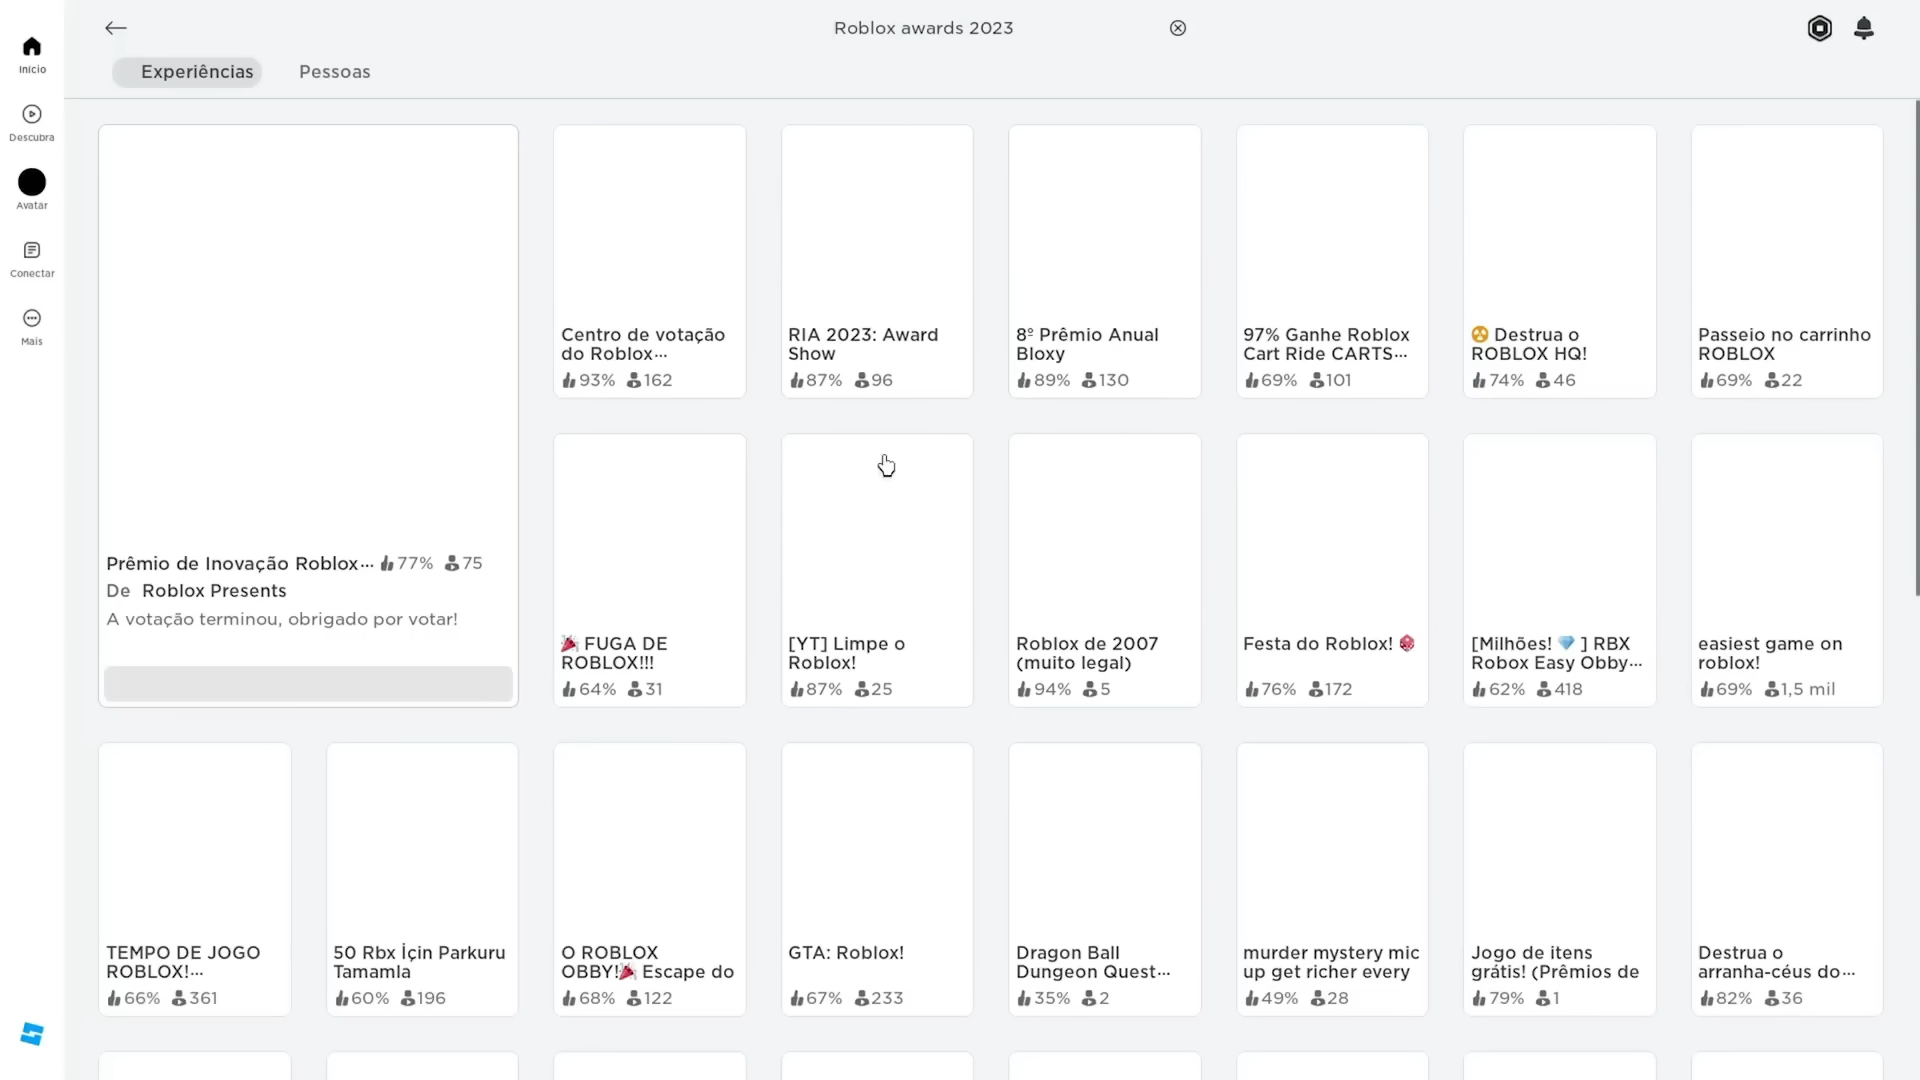 Roblox awards 2023
Início
Descubra
Avatar
Conectar
Mais
Experiências
Pessoas
Prêmio de Inovação Roblox... 77% 75
De Roblox Presents
A votação terminou, obrigado por votar!
Centro de votação
do Roblox...
93% 162
RIA 2023: Award
Show
87% 96
8º Prêmio Anual
Bloxy
89% 130
97% Ganhe Roblox
Cart Ride CARTS...
69% 101
☢️ Destrua o
ROBLOX HQ!
74% 46
Passeio no carrinho
ROBLOX
69% 22
🎉 FUGA DE
ROBLOX!!!
64% 31
[YT] Limpe o
Roblox!
87% 25
Roblox de 2007
(muito legal)
94% 5
Festa do Roblox! 🎲
76% 172
[Milhões! 💎 ] RBX
Robox Easy Obby...
62% 418
easiest game on
roblox!
69% 1,5 mil
TEMPO DE JOGO
ROBLOX!...
66% 361
50 Rbx İçin Parkuru
Tamamla
60% 196
O ROBLOX
OBBY!🎉 Escape do
68% 122
GTA: Roblox!
67% 233
Dragon Ball
Dungeon Quest...
35% 2
murder mystery mic
up get richer every
49% 28
Jogo de itens
grátis! (Prêmios de
79% 1
Destrua o
arranha-céus do...
82% 36